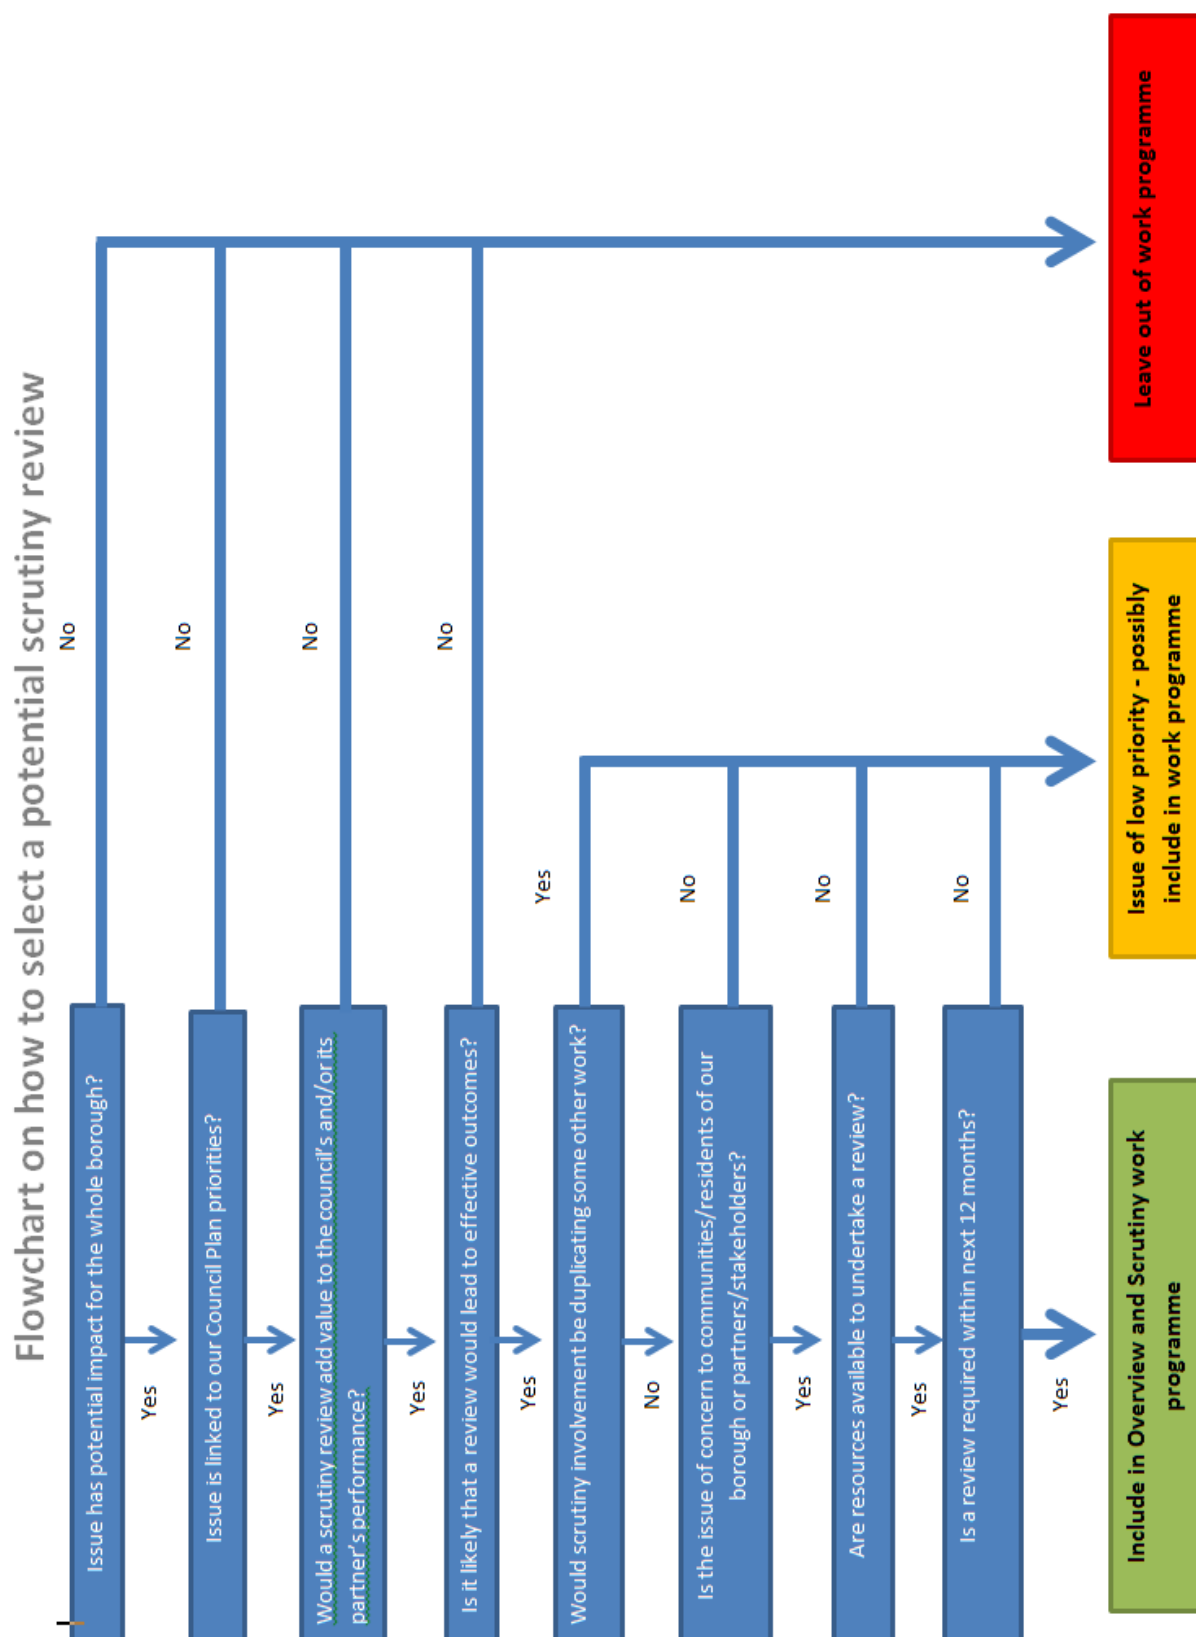 Flowchart on how to select a potential scrutiny review
Issue has potential impact for the whole borough?
No
Yes
Issue is linked to our Council Plan priorities?
No
Yes
Would a scrutiny review add value to the council's and/or its
partner's performance?
No
Yes
Is it likely that a review would lead to effective outcomes?
No
Yes
Would scrutiny involvement be duplicating some other work?
Yes
No
Is the issue of concern to communities/residents of our
borough or partners/stakeholders?
No
Yes
Are resources available to undertake a review?
No
Yes
Is a review required within next 12 months?
No
Yes
Include in Overview and Scrutiny work
programme
Issue of low priority - possibly
include in work programme
Leave out of work programme